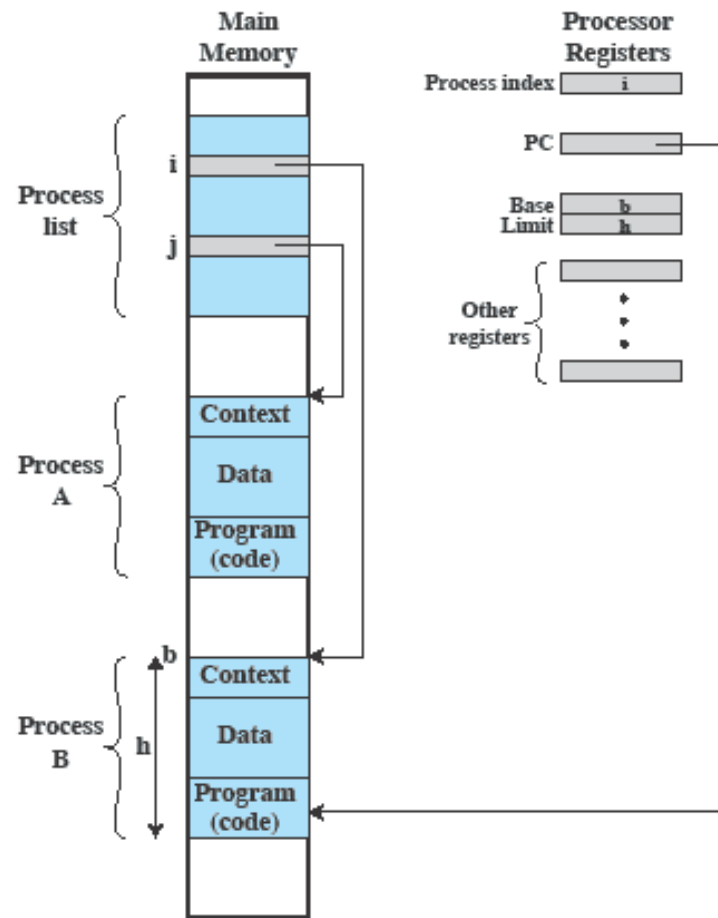 Main
Memory
Processor
Registers
Process index
i
PC
i
Process
list
Base
b
Limit
h
j
Other
registers
Context
Process
A
Data
Program
(code)
b
Context
Process
B
h
Data
Program
(code)